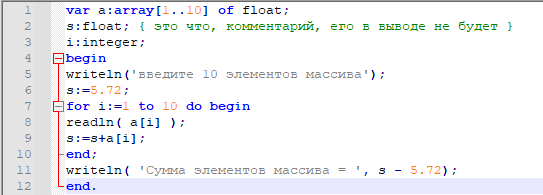 1 var a:array[1..10] of float;
2 s:float; { это что, комментарий, его в выводе не будет }
3 i:integer;
4 begin
5 writeln('введите 10 элементов массива');
6 s:=5.72;
7 for i:=1 to 10 do begin
8 readln( a[i] );
9 s:=s+a[i];
10 end;
11 writeln( 'Сумма элементов массива = ', s - 5.72);
12 end.